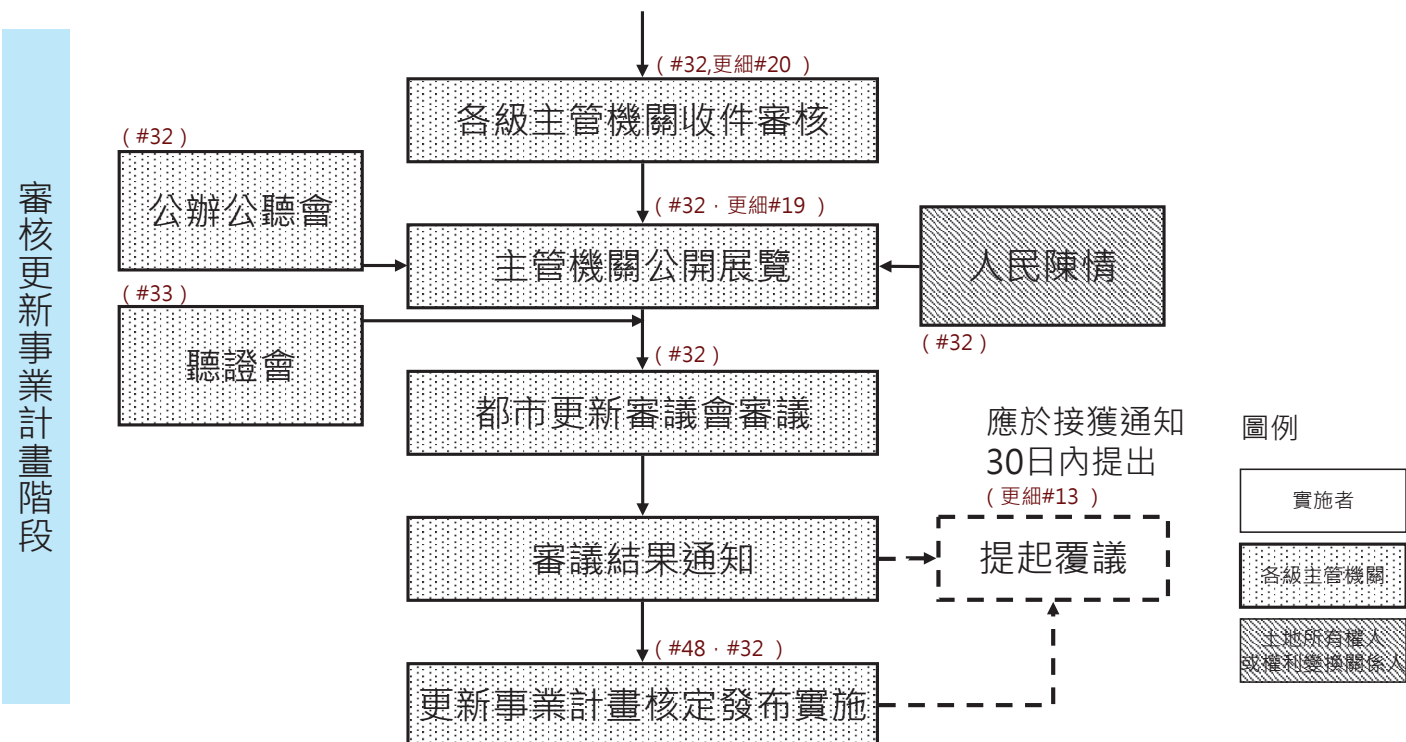 審核更新事業計畫階段
(#32,更細#20 )
各級主管機關收件審核
(#32)
公辦公聽會
(#32，更細#19 )
主管機關公開展覽
人民陳情
(#32)
(#33)
聽證會
(#32)
都市更新審議會審議
應於接獲通知
30日內提出
(更細#13 )
提起覆議
審議結果通知
(#48，#32 )
更新事業計畫核定發布實施
圖例
實施者
各級主管機關
土地所有權人
或權利變換關係人